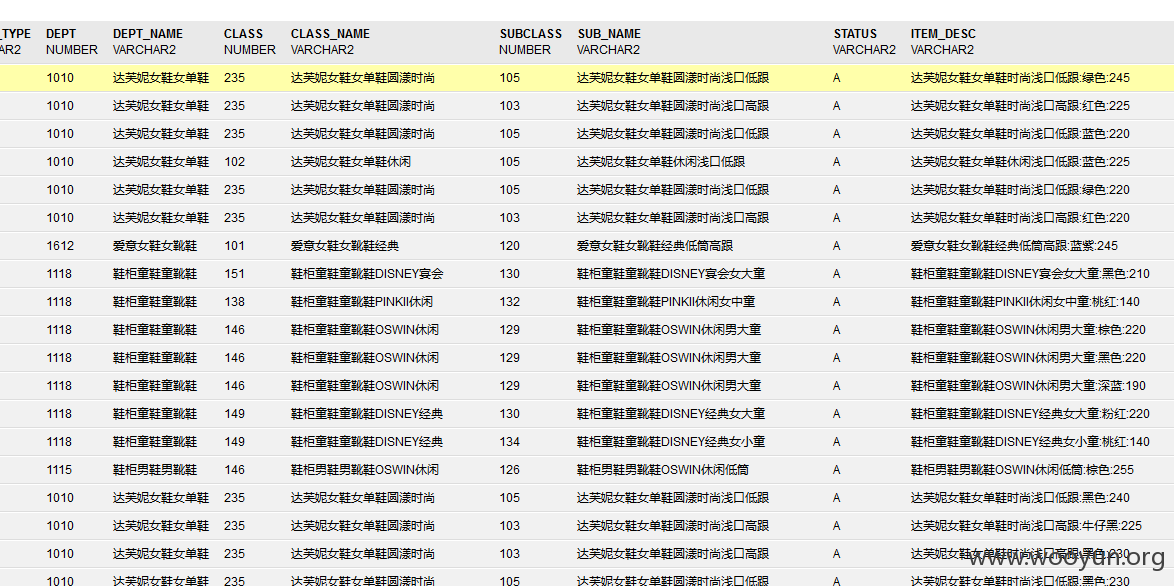 _TYPE DEPT DEPT_NAME CLASS CLASS_NAME SUBCLASS SUB_NAME STATUS ITEM_DESC
AR2 NUMBER VARCHAR2 NUMBER VARCHAR2 NUMBER VARCHAR2 VARCHAR2 VARCHAR2
1010 达芙妮女鞋女单鞋 235 达芙妮女鞋女单鞋圆漾时尚 105 达芙妮女鞋女单鞋圆漾时尚浅口低跟 A 达芙妮女鞋女单鞋时尚浅口低跟:绿色:245
1010 达芙妮女鞋女单鞋 235 达芙妮女鞋女单鞋圆漾时尚 103 达芙妮女鞋女单鞋圆漾时尚浅口高跟 A 达芙妮女鞋女单鞋时尚浅口高跟:红色:225
1010 达芙妮女鞋女单鞋 235 达芙妮女鞋女单鞋圆漾时尚 105 达芙妮女鞋女单鞋圆漾时尚浅口低跟 A 达芙妮女鞋女单鞋时尚浅口低跟:蓝色:220
1010 达芙妮女鞋女单鞋 102 达芙妮女鞋女单鞋休闲 105 达芙妮女鞋女单鞋休闲浅口低跟 A 达芙妮女鞋女单鞋休闲浅口低跟:蓝色:225
1010 达芙妮女鞋女单鞋 235 达芙妮女鞋女单鞋圆漾时尚 105 达芙妮女鞋女单鞋圆漾时尚浅口低跟 A 达芙妮女鞋女单鞋时尚浅口低跟:绿色:220
1010 达芙妮女鞋女单鞋 235 达芙妮女鞋女单鞋圆漾时尚 103 达芙妮女鞋女单鞋圆漾时尚浅口高跟 A 达芙妮女鞋女单鞋时尚浅口高跟:红色:220
1612 爱意女鞋女靴鞋 101 爱意女鞋女靴鞋经典 120 爱意女鞋女靴鞋经典低筒高跟 A 爱意女鞋女靴鞋经典低筒高跟:蓝紫:245
1118 鞋柜童鞋童靴鞋 151 鞋柜童鞋童靴鞋DISNEY宴会 130 鞋柜童鞋童靴鞋DISNEY宴会女大童 A 鞋柜童鞋童靴鞋DISNEY宴会女大童:黑色:210
1118 鞋柜童鞋童靴鞋 138 鞋柜童鞋童靴鞋PINKII休闲 132 鞋柜童鞋童靴鞋PINKII休闲女中童 A 鞋柜童鞋童靴鞋PINKII休闲女中童:桃红:140
1118 鞋柜童鞋童靴鞋 146 鞋柜童鞋童靴鞋OSWIN休闲 129 鞋柜童鞋童靴鞋OSWIN休闲男大童 A 鞋柜童鞋童靴鞋OSWIN休闲男大童:棕色:220
1118 鞋柜童鞋童靴鞋 146 鞋柜童鞋童靴鞋OSWIN休闲 129 鞋柜童鞋童靴鞋OSWIN休闲男大童 A 鞋柜童鞋童靴鞋OSWIN休闲男大童:黑色:220
1118 鞋柜童鞋童靴鞋 146 鞋柜童鞋童靴鞋OSWIN休闲 129 鞋柜童鞋童靴鞋OSWIN休闲男大童 A 鞋柜童鞋童靴鞋OSWIN休闲男大童:深蓝:190
1118 鞋柜童鞋童靴鞋 149 鞋柜童鞋童靴鞋DISNEY经典 130 鞋柜童鞋童靴鞋DISNEY经典女大童 A 鞋柜童鞋童靴鞋DISNEY经典女大童:粉红:220
1118 鞋柜童鞋童靴鞋 149 鞋柜童鞋童靴鞋DISNEY经典 134 鞋柜童鞋童靴鞋DISNEY经典女小童 A 鞋柜童鞋童靴鞋DISNEY经典女小童:桃红:140
1115 鞋柜男鞋男靴鞋 146 鞋柜男鞋男靴鞋OSWIN休闲 126 鞋柜男鞋男靴鞋OSWIN休闲低筒 A 鞋柜男鞋男靴鞋OSWIN休闲低筒:棕色:255
1010 达芙妮女鞋女单鞋 235 达芙妮女鞋女单鞋圆漾时尚 105 达芙妮女鞋女单鞋圆漾时尚浅口低跟 A 达芙妮女鞋女单鞋时尚浅口低跟:黑色:240
1010 达芙妮女鞋女单鞋 235 达芙妮女鞋女单鞋圆漾时尚 103 达芙妮女鞋女单鞋圆漾时尚浅口高跟 A 达芙妮女鞋女单鞋时尚浅口高跟:牛仔黑:225
1010 达芙妮女鞋女单鞋 235 达芙妮女鞋女单鞋圆漾时尚 103 达芙妮女鞋女单鞋圆漾时尚浅口高跟 A 达芙妮女鞋女单鞋时尚浅口高跟:黑色:230
www.wooyun.org
1010 达芙妮女鞋女单鞋 235 达芙妮女鞋女单鞋圆漾时尚 105 达芙妮女鞋女单鞋圆漾时尚浅口低跟 A 达芙妮女鞋女单鞋时尚浅口低跟:黑色:230